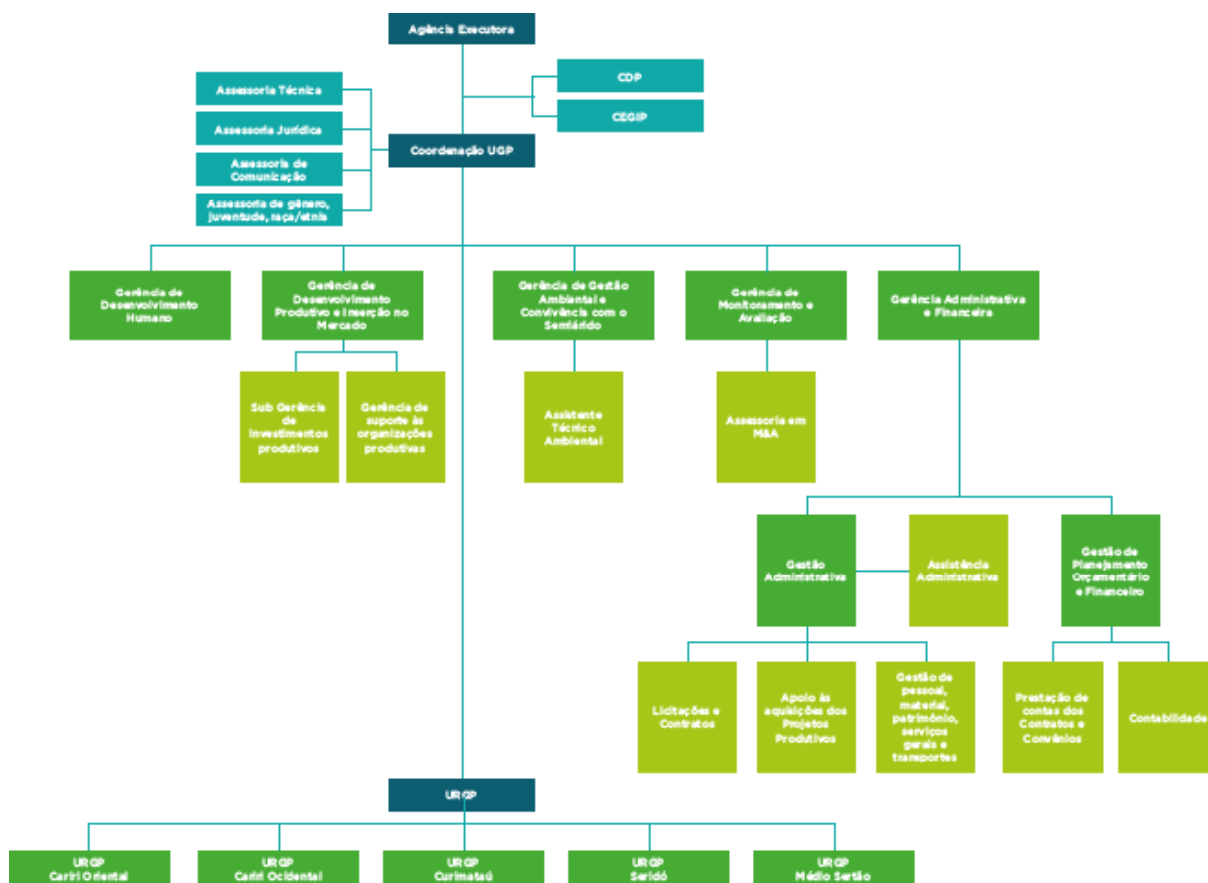 Agência Executora
CDP
Assessoria Técnica
CEGIP
Assessoria Jurídica
Coordenação UGP
Assessoria de
Comunicação
Assessoria de gênero,
juventude, raça/etnia
Gerência de
Desenvolvimento
Humano
Gerência de
Desenvolvimento
Produtivo e Inserção no
Mercado
Gerência de Gestão
Ambiental e
Convivência com o
Semiárido
Gerência de
Monitoramento e
Avaliação
Gerência Administrativa
e Financeira
Sub Gerência
de
investimentos
produtivos
Gerência de
suporte às
organizações
produtivas
Assistente
Técnico
Ambiental
Assessoria em
M&A
Gestão
Administrativa
Assistência
Administrativa
Gestão de
Planejamento
Orçamentário
e Financeiro
Licitações e
Contratos
Apoio às
aquisições dos
Projetos
Produtivos
Gestão de
pessoal,
material,
patrimônio,
serviços
gerais e
transportes
Prestação de
contas dos
Contratos e
Convênios
Contabilidade
URGP
URGP
Cariri Oriental
URGP
Cariri Ocidental
URGP
Curimataú
URGP
Seridó
URGP
Médio Sertão